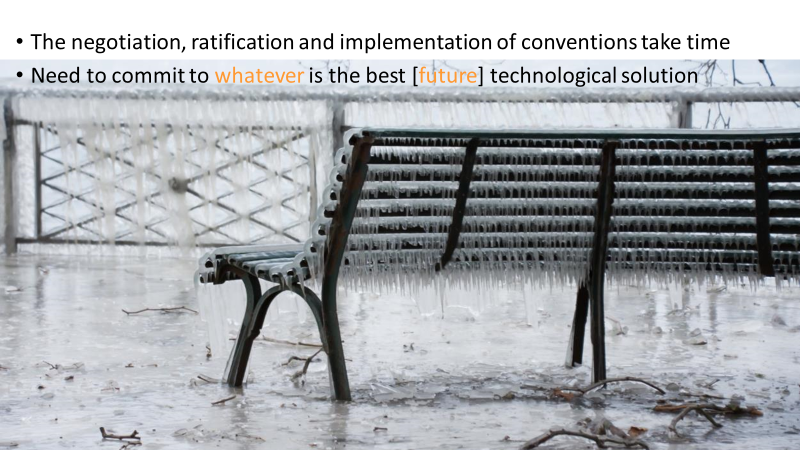 • The negotiation, ratification and implementation of conventions take time
• Need to commit to whatever is the best [future] technological solution